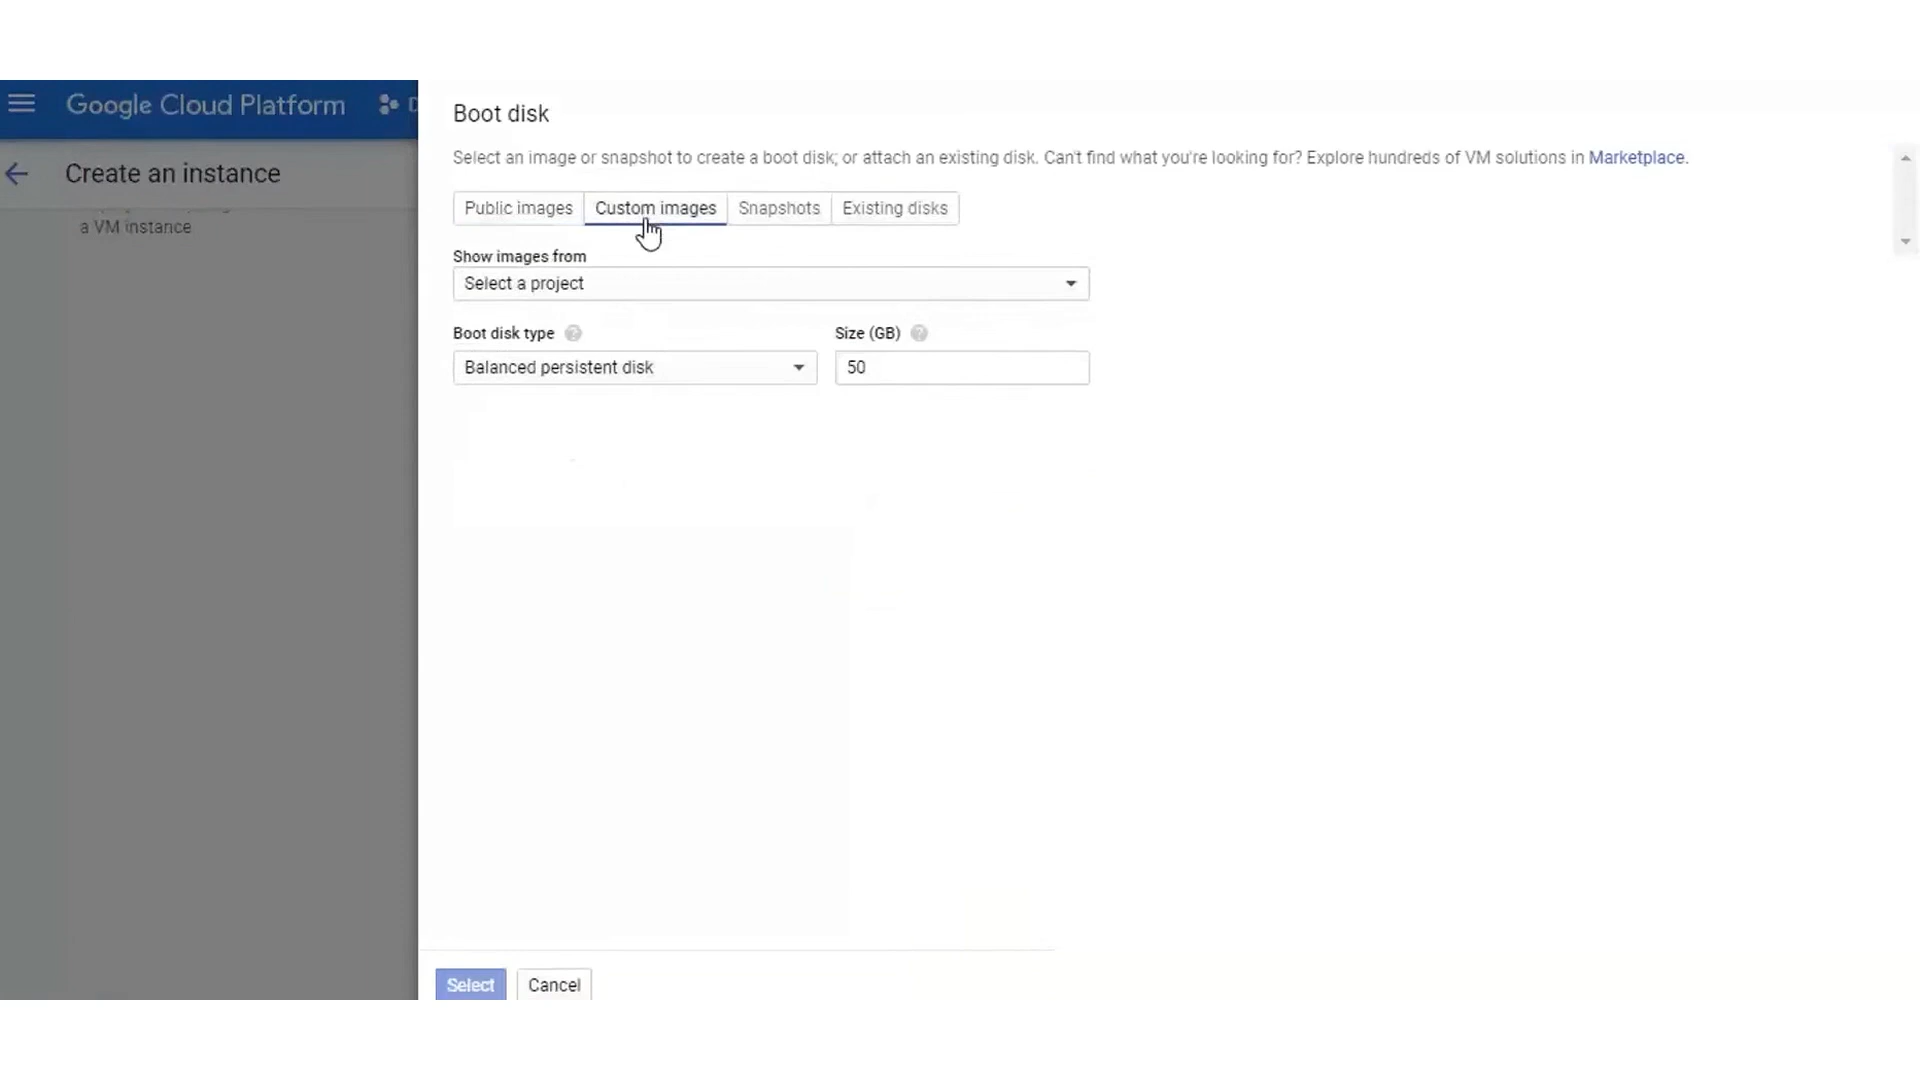 Google Cloud Platform
Create an instance
a VM instance
Boot disk
Select an image or snapshot to create a boot disk; or attach an existing disk. Can't find what you're looking for? Explore hundreds of VM solutions in Marketplace.
Public images Custom images Snapshots Existing disks
Show images from
Select a project
Boot disk type Size (GB)
Balanced persistent disk 50
Select Cancel